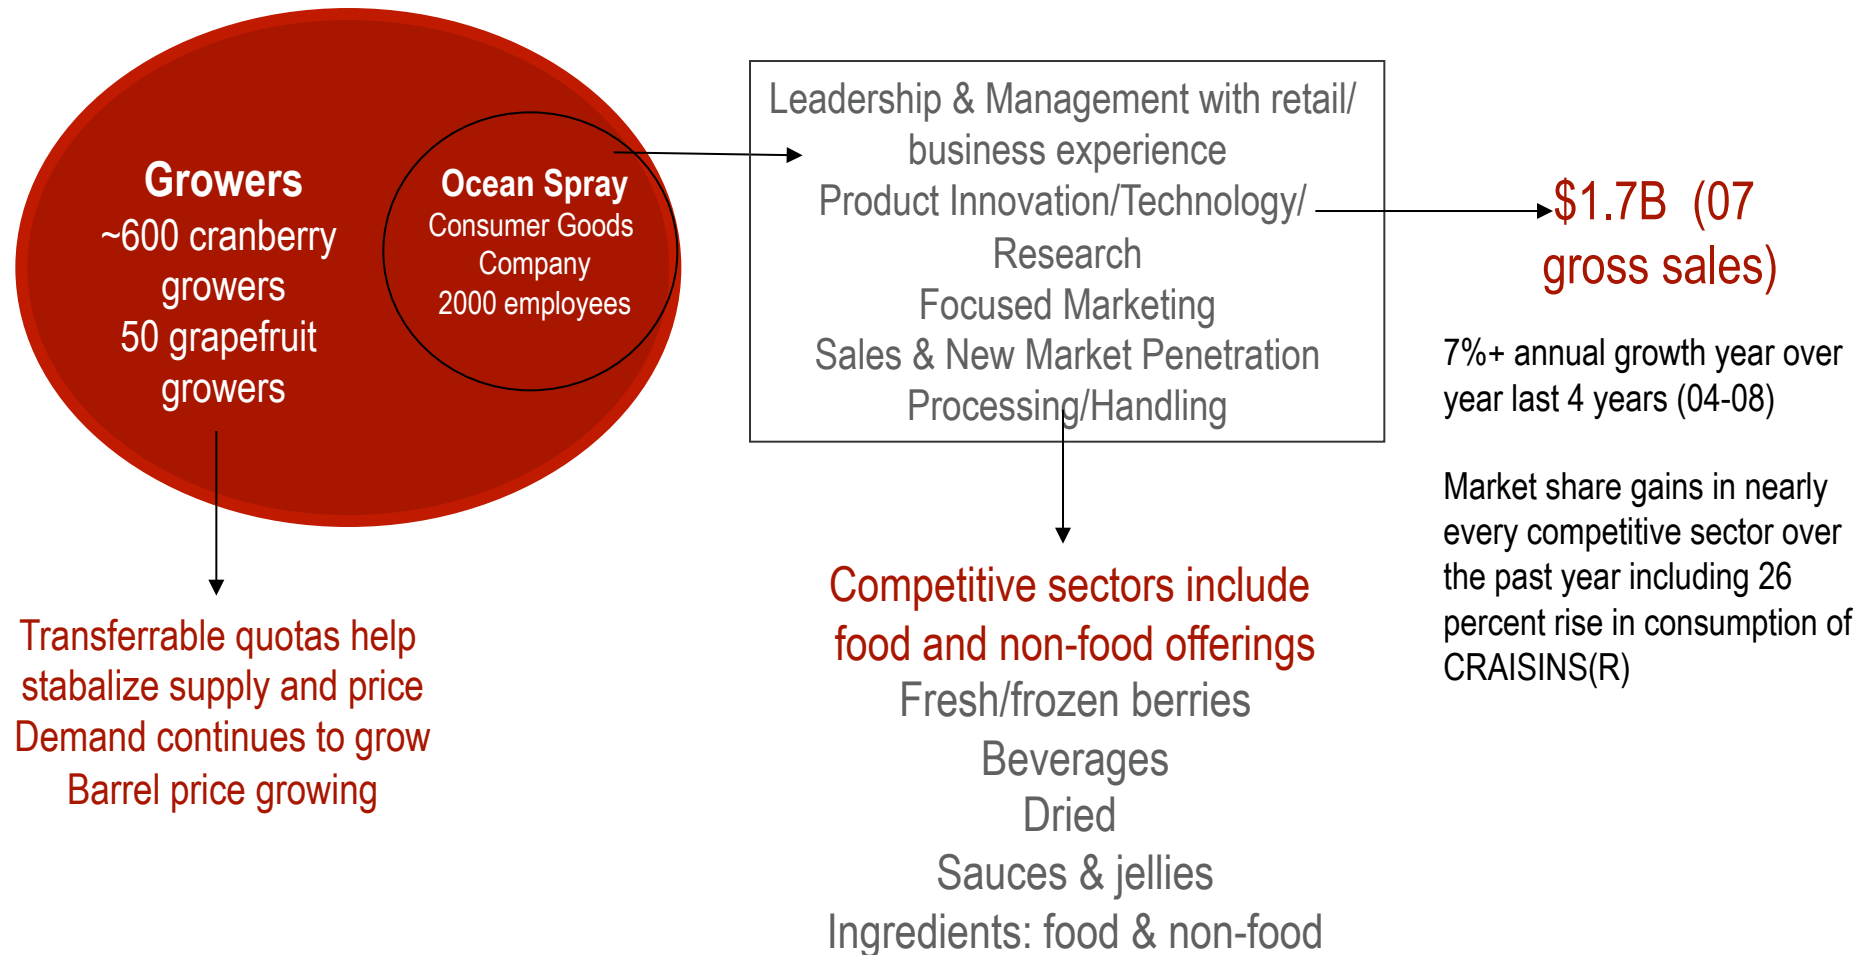 Growers
~600 cranberry
growers
50 grapefruit
growers
Ocean Spray
Consumer Goods
Company
2000 employees
Leadership & Management with retail/
business experience
Product Innovation/Technology/
Research
Focused Marketing
Sales & New Market Penetration
Processing/Handling
$1.7B (07
gross sales)
7%+ annual growth year over
year last 4 years (04-08)
Market share gains in nearly
every competitive sector over
the past year including 26
percent rise in consumption of
CRAISINS(R)
Transferrable quotas help
stabalize supply and price
Demand continues to grow
Barrel price growing
Competitive sectors include
food and non-food offerings
Fresh/frozen berries
Beverages
Dried
Sauces & jellies
Ingredients: food & non-food